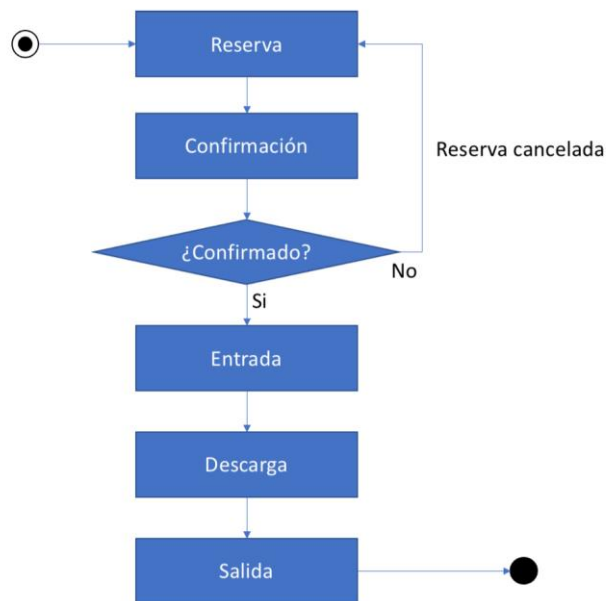 Reserva
Confirmación
Reserva cancelada
¿Confirmado?
No
Si
Entrada
Descarga
Salida